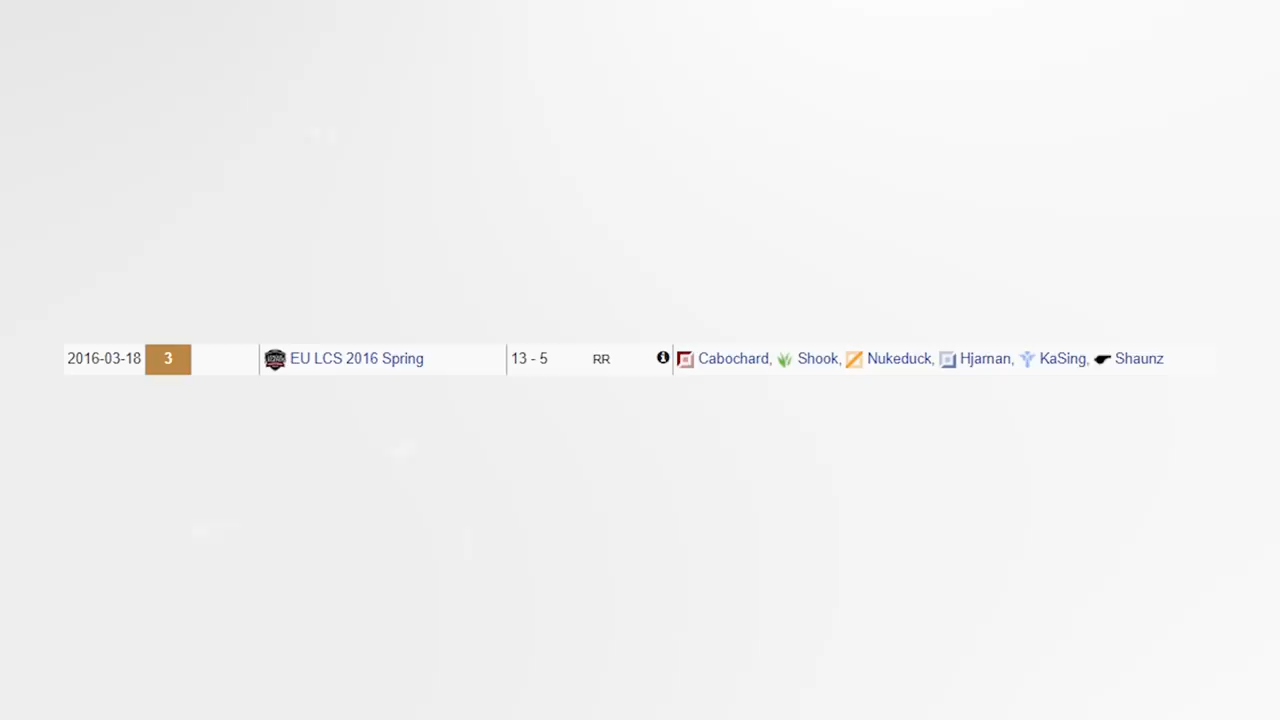 2016-03-18 3 EU LCS 2016 Spring 13 - 5 RR Cabochard, Shook, Nukeduck, Hjarnan, KaSing, Shaunz